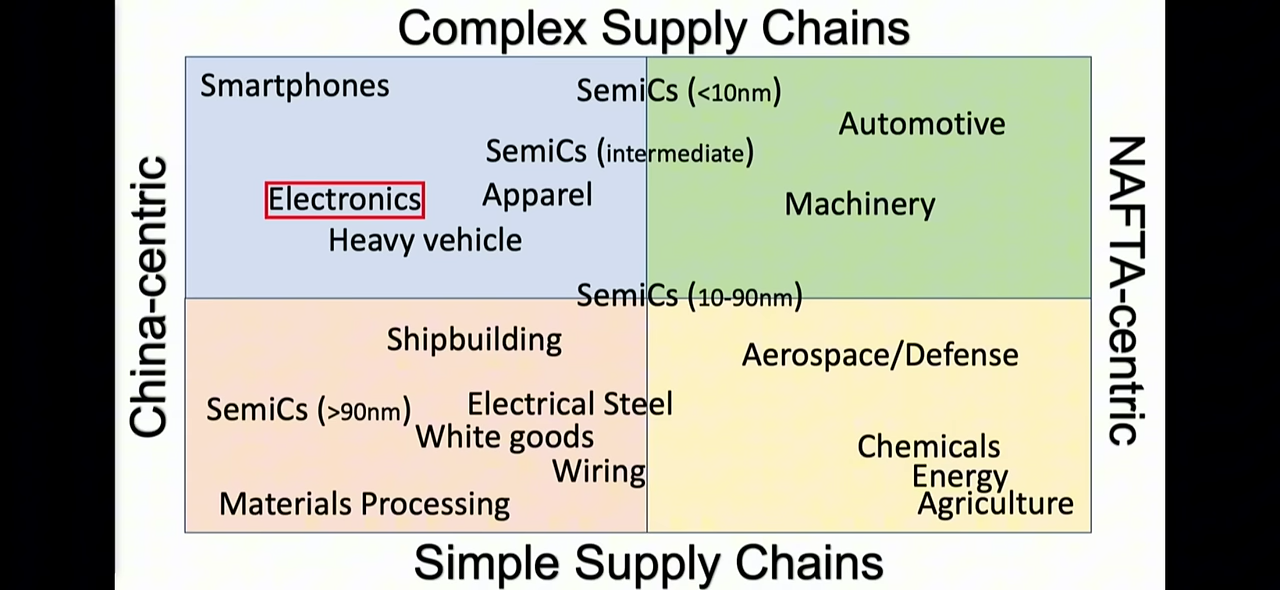 Complex Supply Chains
Smartphones
SemiCs (<10nm)
Automotive
SemiCs (intermediate)
Electronics
Apparel
Machinery
Heavy vehicle
China-centric
NAFTA-centric
SemiCs (10-90nm)
Shipbuilding
Aerospace/Defense
SemiCs (>90nm)
Electrical Steel
White goods
Chemicals
Wiring
Energy
Materials Processing
Agriculture
Simple Supply Chains